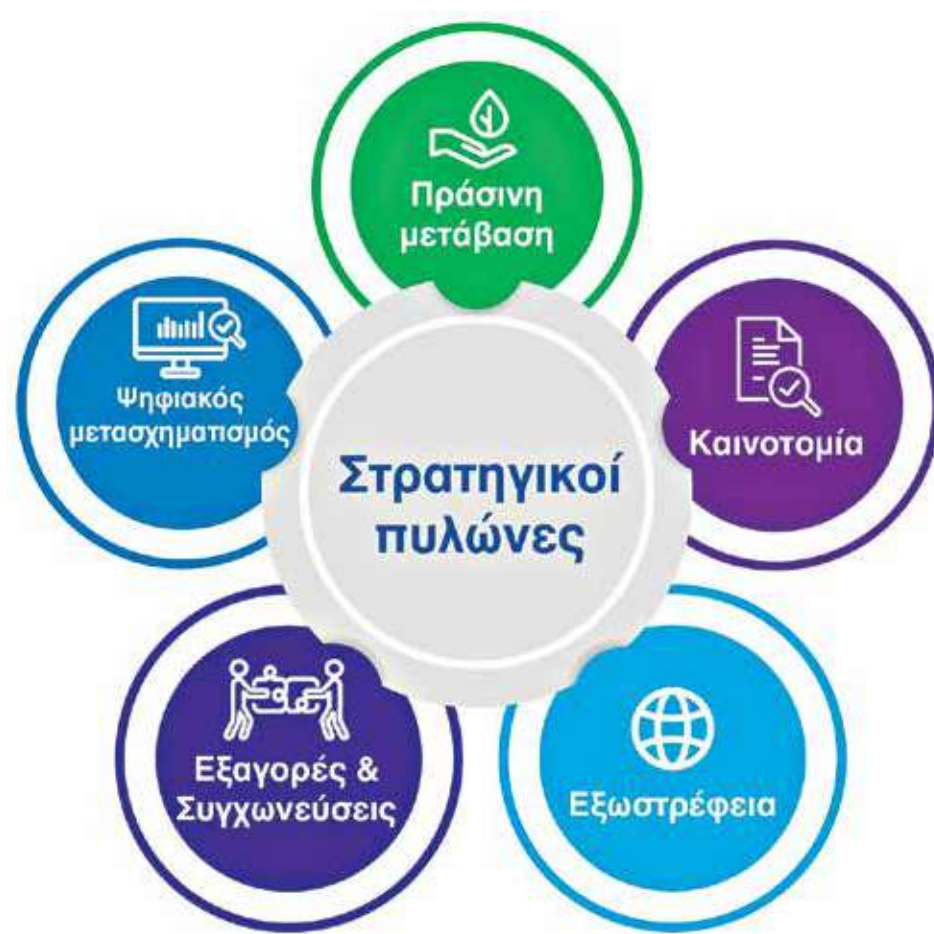 Πράσινη
μετάβαση
Ψηφιακός
μετασχηματισμός
Καινοτομία
Στρατηγικοί
πυλώνες
Εξαγορές &
Συγχωνεύσεις
Εξωστρέφεια